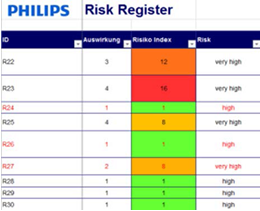 PHILIPS Risk Register
ID Auswirkung Risiko Index Risk
R22 3 12 very high
R23 4 16 very high
R24 1 1 high
R25 4 8 very high
R26 1 1 high
R27 2 6 very high
R28 1 1 high
R29 1 1 high
R30 1 1 high